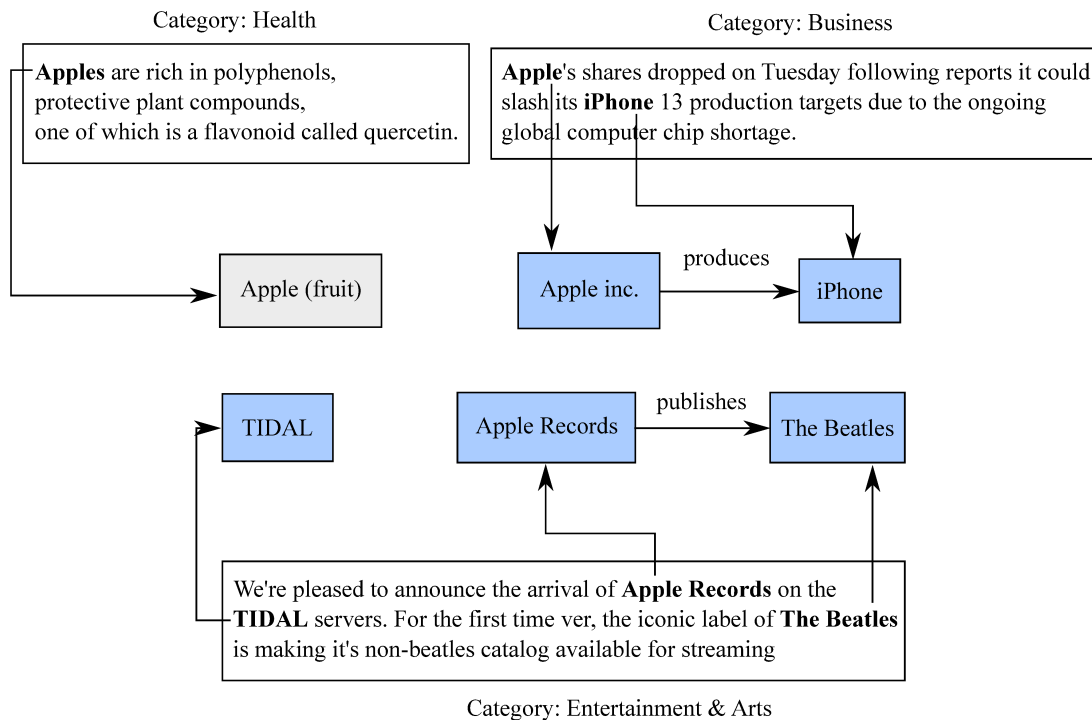 Category: Health
Category: Business
Apples are rich in polyphenols,
protective plant compounds,
one of which is a flavonoid called quercetin.
Apple's shares dropped on Tuesday following reports it could
slash its iPhone 13 production targets due to the ongoing
global computer chip shortage.
Apple (fruit)
Apple inc.
produces
iPhone
TIDAL
Apple Records
publishes
The Beatles
We're pleased to announce the arrival of Apple Records on the
TIDAL servers. For the first time ver, the iconic label of The Beatles
is making it's non-beatles catalog available for streaming
Category: Entertainment & Arts